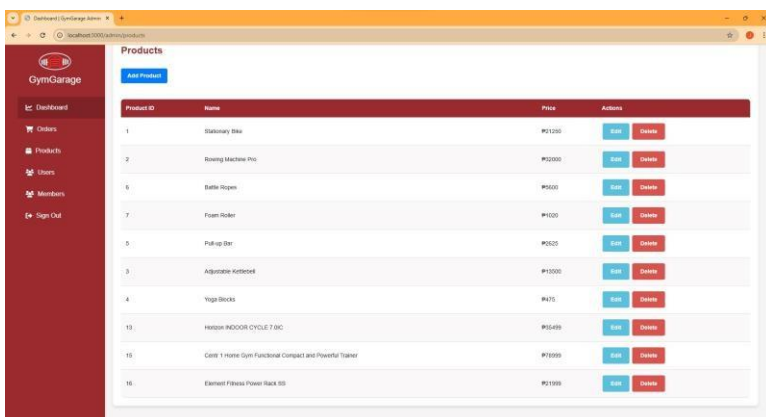 Dashboard | GymGarage Admin
localhost:3000/admin/products
GymGarage
Dashboard
Orders
Products
Users
Members
Sign Out
Products
Add Product
Product ID Name Price Actions
1 Stationary Bike ₱21250 Edit Delete
2 Rowing Machine Pro ₱32000 Edit Delete
6 Battle Ropes ₱5600 Edit Delete
7 Foam Roller ₱1020 Edit Delete
5 Pull-up Bar ₱2625 Edit Delete
3 Adjustable Kettlebell ₱13500 Edit Delete
4 Yoga Blocks ₱475 Edit Delete
13 Horizon INDOOR CYCLE 7.0IC Edit Delete
15 Centr 1 Home Gym Functional Compact and Powerful Trainer Edit Delete
16 Element Fitness Power Rack ₱21999 Edit Delete